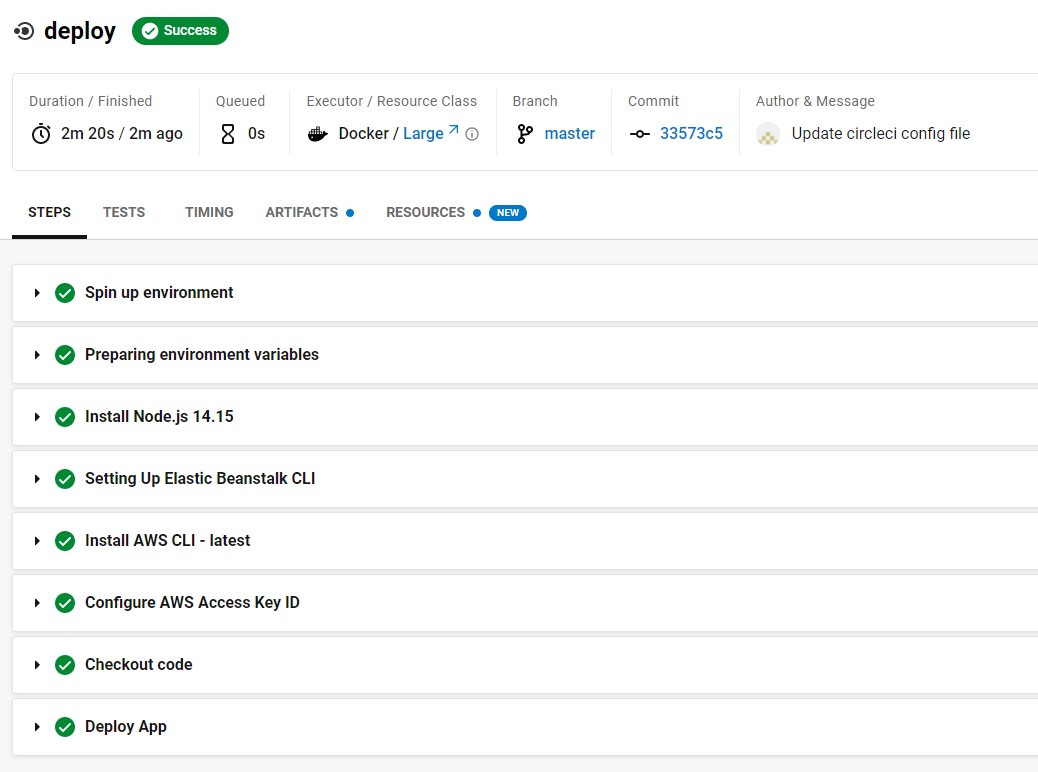 deploy Success
Duration / Finished Queued Executor / Resource Class Branch Commit Author & Message
2m 20s / 2m ago 0s Docker / Large master 33573c5 Update circleci config file
STEPS TESTS TIMING ARTIFACTS RESOURCES NEW
Spin up environment
Preparing environment variables
Install Node.js 14.15
Setting Up Elastic Beanstalk CLI
Install AWS CLI - latest
Configure AWS Access Key ID
Checkout code
Deploy App